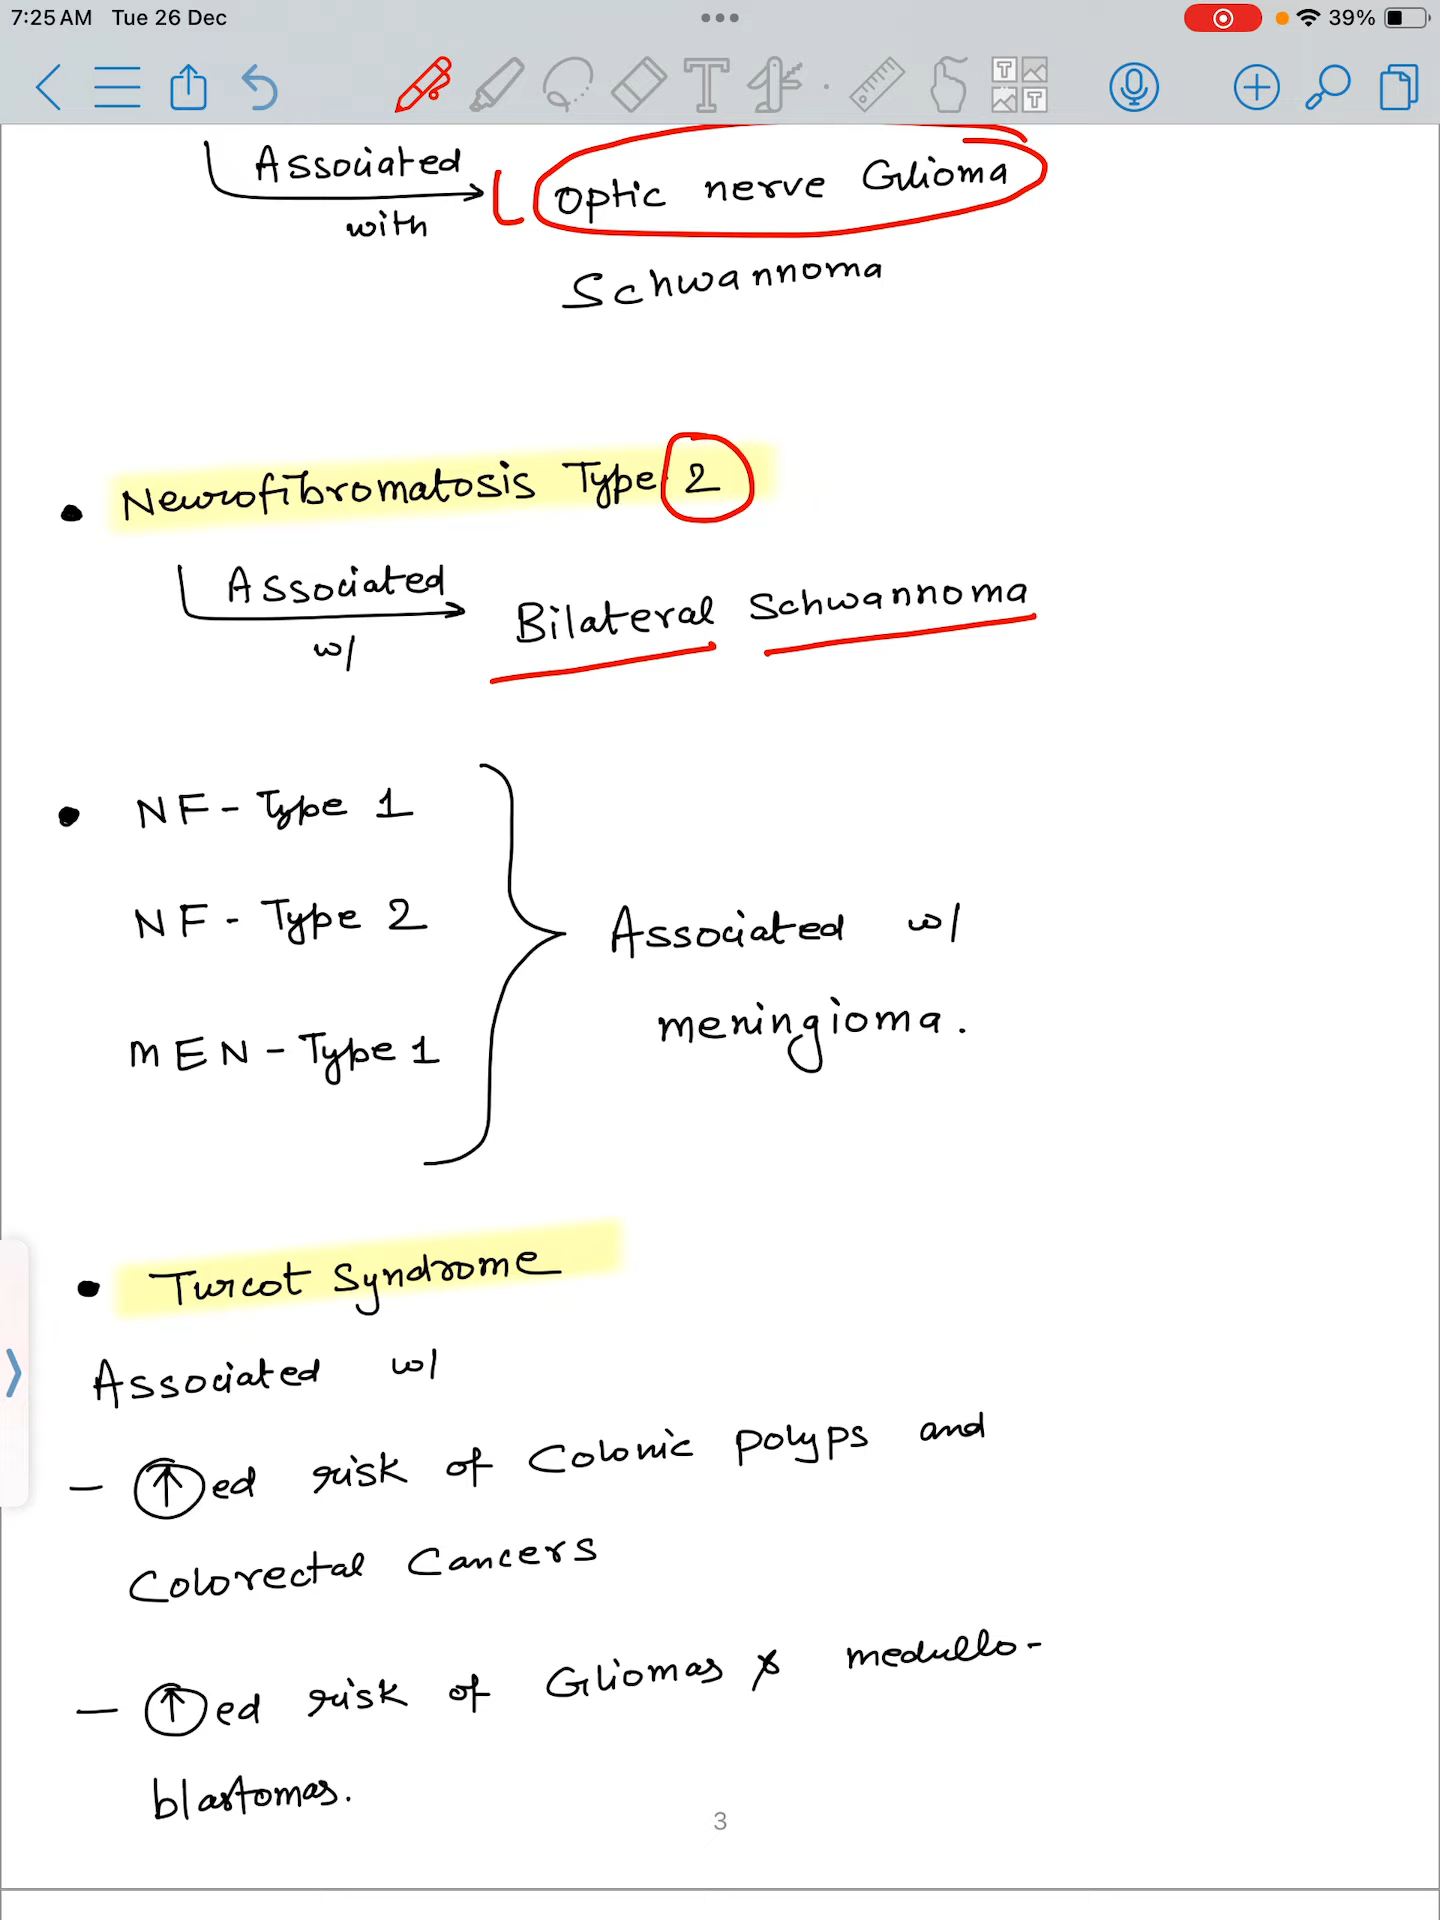 7:25 AM Tue 26 Dec
39%
Associated
with
Optic nerve Glioma
Schwannoma
• Neurofibromatosis Type 2
Associated
w/
Bilateral Schwannoma
• NF - Type 1
NF - Type 2
MEN - Type 1
Associated w/
meningioma.
• Turcot Syndrome
Associated w/
- ↑ed risk of Colonic polyps and
Colorectal Cancers
- ↑ed risk of Gliomas & medullo-
blastomas.
3